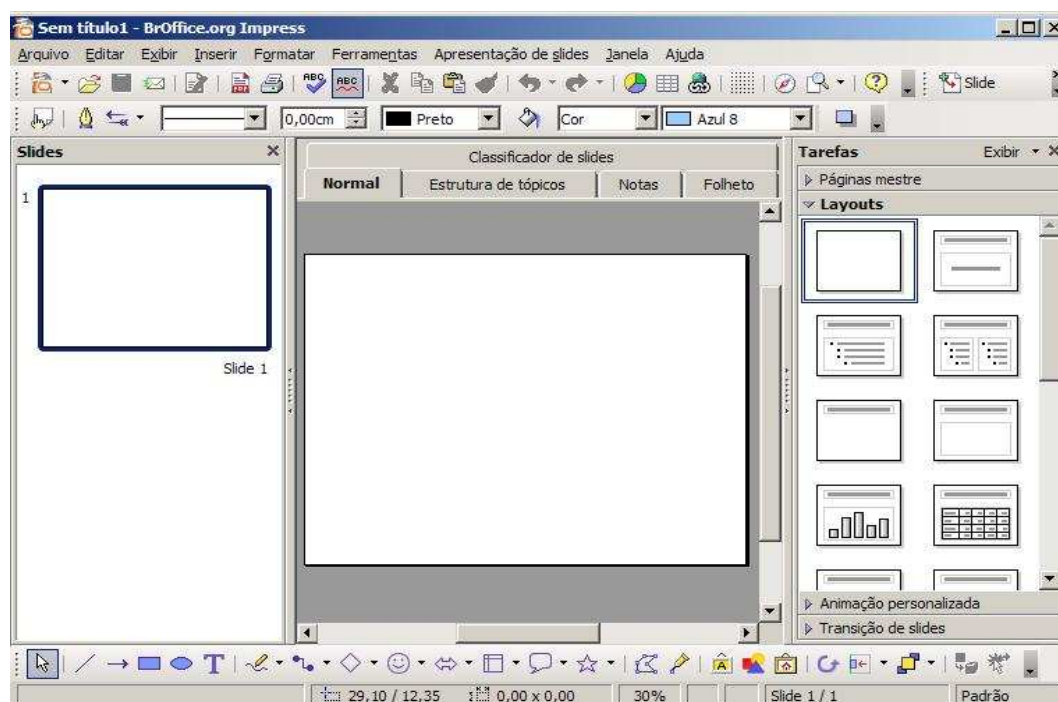 Sem título1 - BrOffice.org Impress
Arquivo Editar Exibir Inserir Formatar Ferramentas Apresentação de slides Janela Ajuda
ABC ABC Slide
0,00cm Preto Cor Azul 8
Slides
Classificador de slides
Tarefas Exibir
Normal Estrutura de tópicos Notas Folheto
Páginas mestre
1
Layouts
Slide 1
Animação personalizada
Transição de slides
T A
29,10 / 12,35 0,00 x 0,00 30% Slide 1 / 1 Padrão